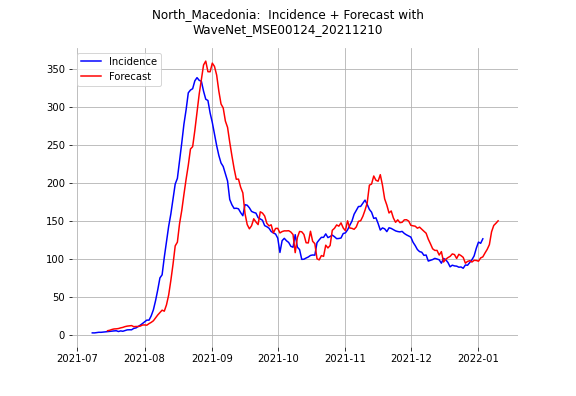 North_Macedonia:  Incidence + Forecast with
WaveNet_MSE00124_20211210
Incidence
Forecast
350
300
250
200
150
100
50
0
2021-07 2021-08 2021-09 2021-10 2021-11 2021-12 2022-01